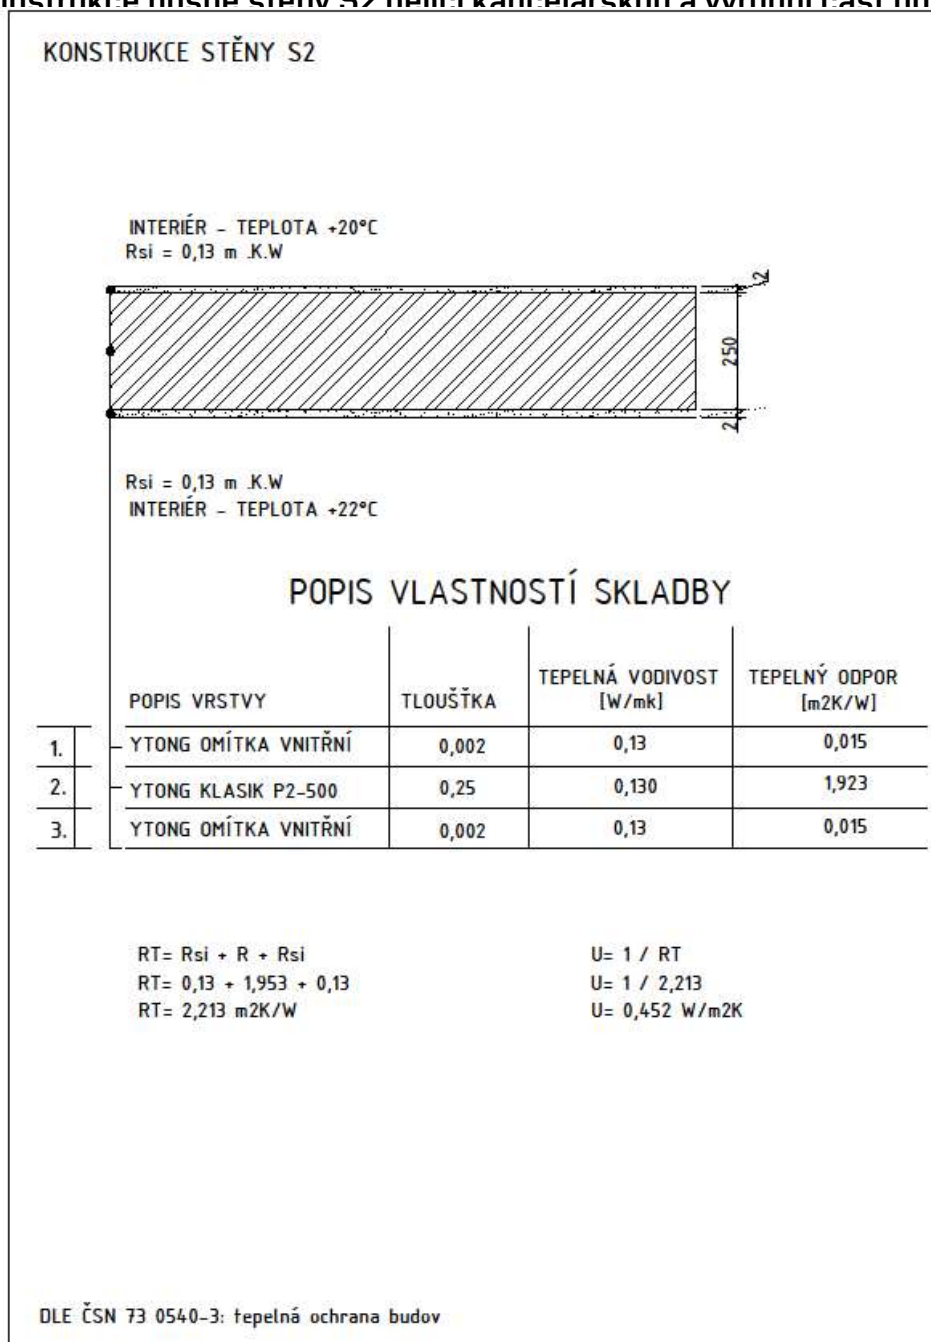 KONSTRUKCE STĚNY S2
INTERIÉR - TEPLOTA +20°C
Rsi = 0,13 m .K.W
2
250
2
Rsi = 0,13 m .K.W
INTERIÉR - TEPLOTA +22°C
POPIS VLASTNOSTÍ SKLADBY
POPIS VRSTVY TLOUŠŤKA TEPELNÁ VODIVOST [W/mk] TEPELNÝ ODPOR [m2K/W]
1. YTONG OMÍTKA VNITŘNÍ 0,002 0,13 0,015
2. YTONG KLASIK P2-500 0,25 0,130 1,923
3. YTONG OMÍTKA VNITŘNÍ 0,002 0,13 0,015
RT= Rsi + R + Rsi
RT= 0,13 + 1,953 + 0,13
RT= 2,213 m2K/W
U= 1 / RT
U= 1 / 2,213
U= 0,452 W/m2K
DLE ČSN 73 0540-3: tepelná ochrana budov